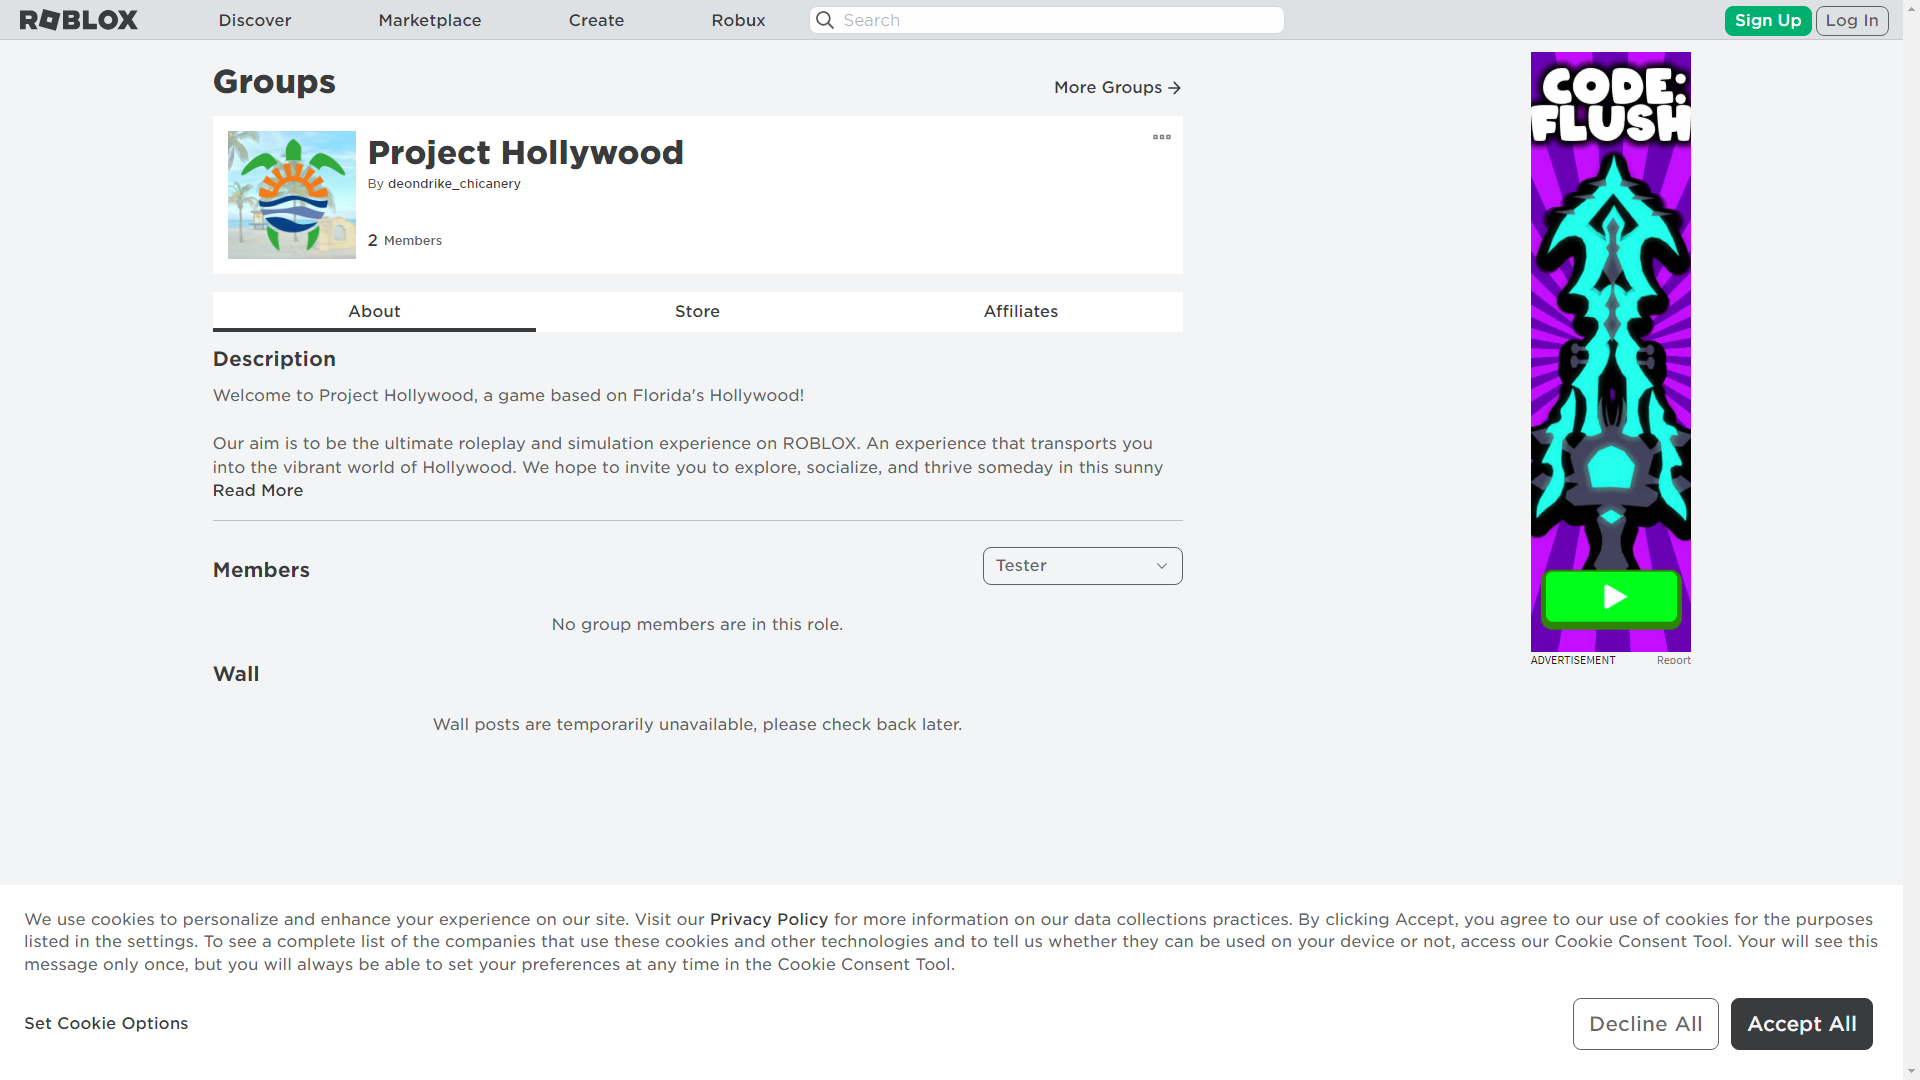 ROBLOX
Discover
Marketplace
Create
Robux
Search
Sign Up
Log In
Groups
More Groups
Project Hollywood
By deondrike_chicanery
2 Members
About
Store
Affiliates
Description
Welcome to Project Hollywood, a game based on Florida's Hollywood!
Our aim is to be the ultimate roleplay and simulation experience on ROBLOX. An experience that transports you
into the vibrant world of Hollywood. We hope to invite you to explore, socialize, and thrive someday in this sunny
Read More
Members
Tester
No group members are in this role.
Wall
Wall posts are temporarily unavailable, please check back later.
CODE:
FLUSH
ADVERTISEMENT
Report
We use cookies to personalize and enhance your experience on our site. Visit our Privacy Policy for more information on our data collections practices. By clicking Accept, you agree to our use of cookies for the purposes
listed in the settings. To see a complete list of the companies that use these cookies and other technologies and to tell us whether they can be used on your device or not, access our Cookie Consent Tool. Your will see this
message only once, but you will always be able to set your preferences at any time in the Cookie Consent Tool.
Set Cookie Options
Decline All
Accept All